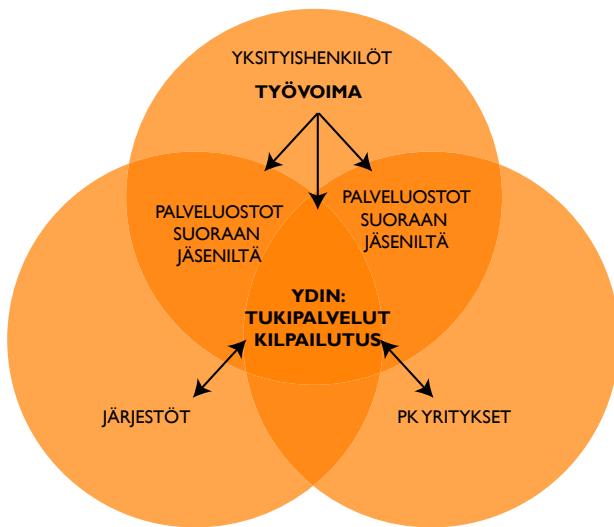 YKSITYISHENKILÖT
TYÖVOIMA
PALVELUOSTOT
SUORAAN
JÄSENILTÄ
PALVELUOSTOT
SUORAAN
JÄSENILTÄ
YDIN:
TUKIPALVELUT
KILPAILUTUS
JÄRJESTÖT
PK YRITYKSET